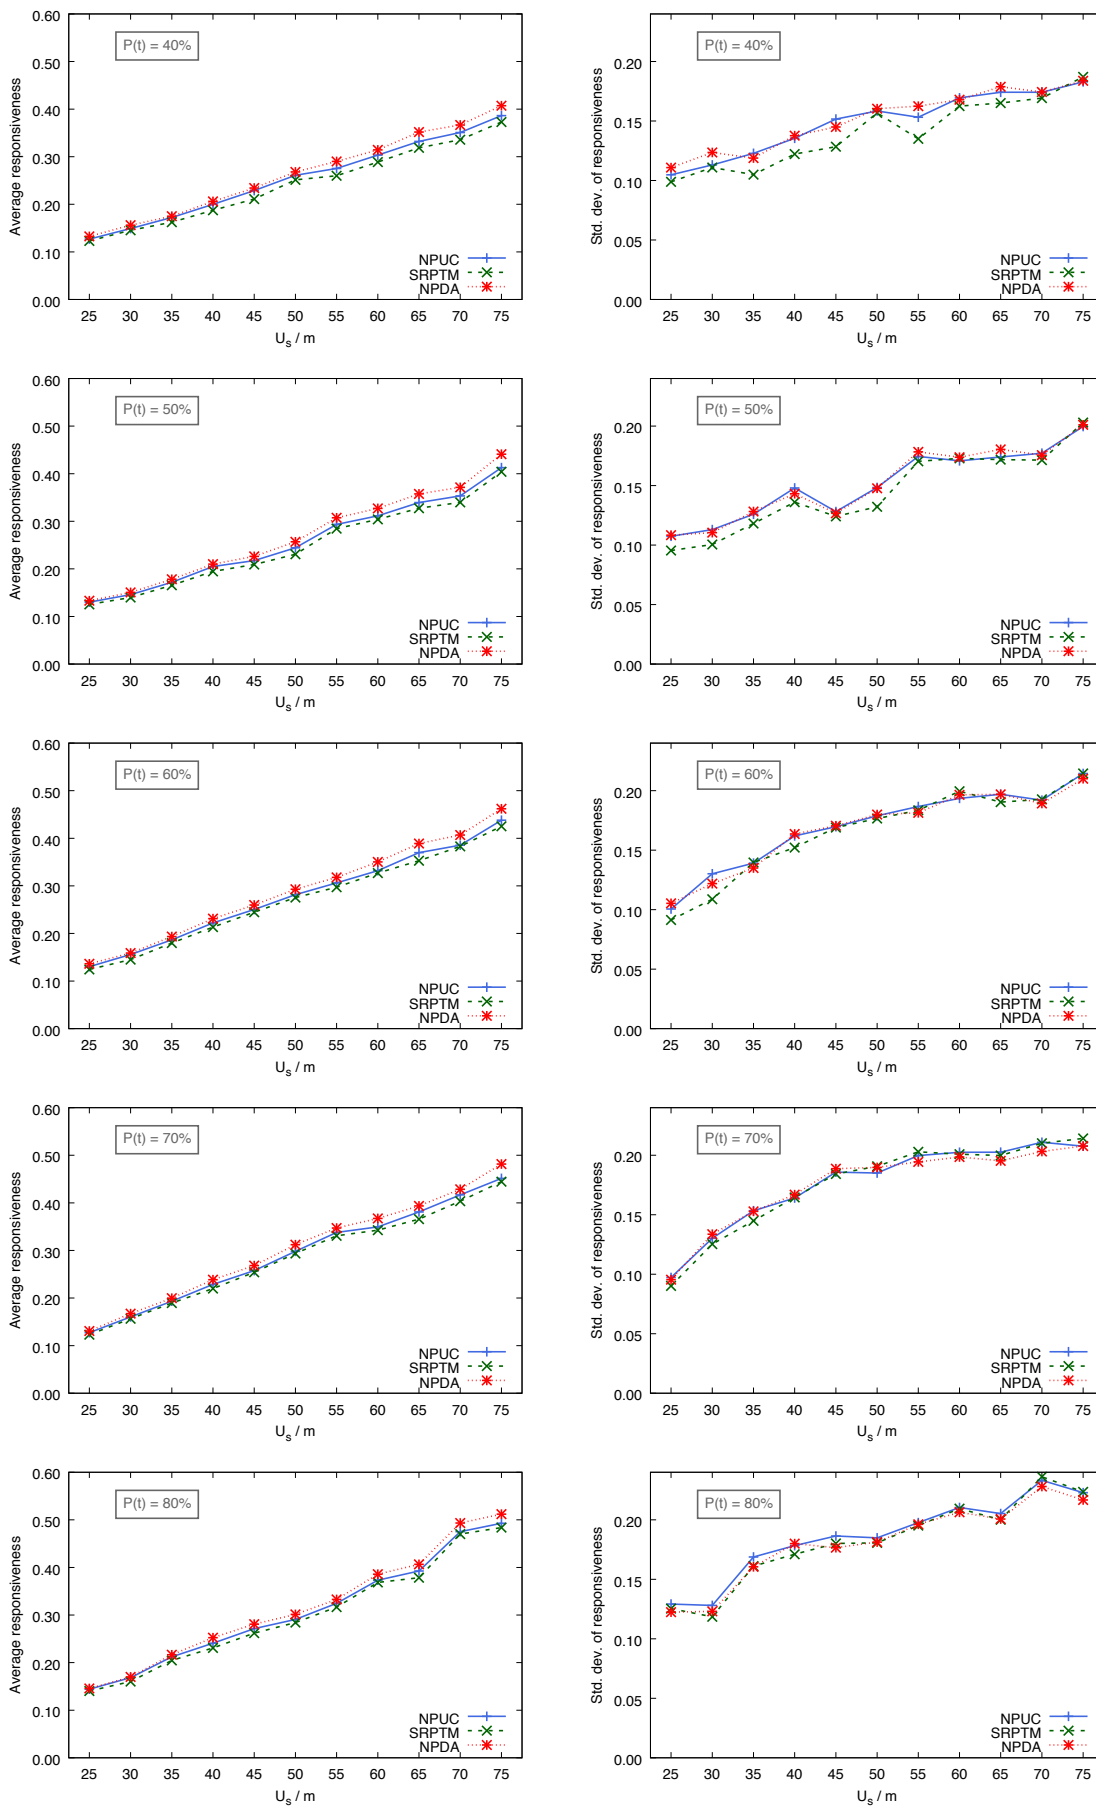 0.60
0.50
0.40
0.30
0.20
0.10
0.00
25 30 35 40 45 50 55 60 65 70 75
Average responsiveness
U_s / m
P(t) = 40%
NPUC
SRPTM
NPDA
0.20
0.15
0.10
0.05
0.00
25 30 35 40 45 50 55 60 65 70 75
Std. dev. of responsiveness
U_s / m
P(t) = 40%
NPUC
SRPTM
NPDA
0.60
0.50
0.40
0.30
0.20
0.10
0.00
25 30 35 40 45 50 55 60 65 70 75
Average responsiveness
U_s / m
P(t) = 50%
NPUC
SRPTM
NPDA
0.20
0.15
0.10
0.05
0.00
25 30 35 40 45 50 55 60 65 70 75
Std. dev. of responsiveness
U_s / m
P(t) = 50%
NPUC
SRPTM
NPDA
0.60
0.50
0.40
0.30
0.20
0.10
0.00
25 30 35 40 45 50 55 60 65 70 75
Average responsiveness
U_s / m
P(t) = 60%
NPUC
SRPTM
NPDA
0.20
0.15
0.10
0.05
0.00
25 30 35 40 45 50 55 60 65 70 75
Std. dev. of responsiveness
U_s / m
P(t) = 60%
NPUC
SRPTM
NPDA
0.60
0.50
0.40
0.30
0.20
0.10
0.00
25 30 35 40 45 50 55 60 65 70 75
Average responsiveness
U_s / m
P(t) = 70%
NPUC
SRPTM
NPDA
0.20
0.15
0.10
0.05
0.00
25 30 35 40 45 50 55 60 65 70 75
Std. dev. of responsiveness
U_s / m
P(t) = 70%
NPUC
SRPTM
NPDA
0.60
0.50
0.40
0.30
0.20
0.10
0.00
25 30 35 40 45 50 55 60 65 70 75
Average responsiveness
U_s / m
P(t) = 80%
NPUC
SRPTM
NPDA
0.20
0.15
0.10
0.05
0.00
25 30 35 40 45 50 55 60 65 70 75
Std. dev. of responsiveness
U_s / m
P(t) = 80%
NPUC
SRPTM
NPDA